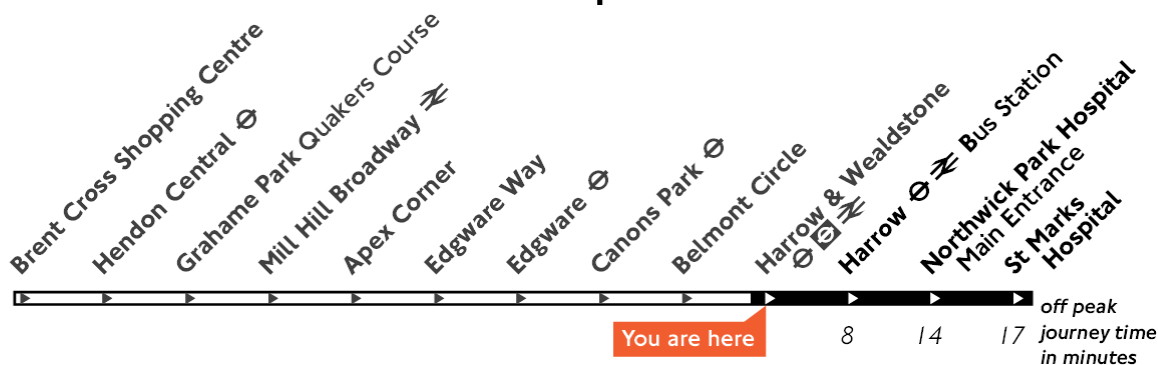 Brent Cross Shopping Centre
Hendon Central
Grahame Park Quakers Course
Mill Hill Broadway
Apex Corner
Edgware Way
Edgware
Canons Park
Belmont Circle
Harrow & Wealdstone
Harrow Bus Station
Northwick Park Hospital
Main Entrance
St Marks
Hospital
You are here
8
14
17
off peak
journey time
in minutes